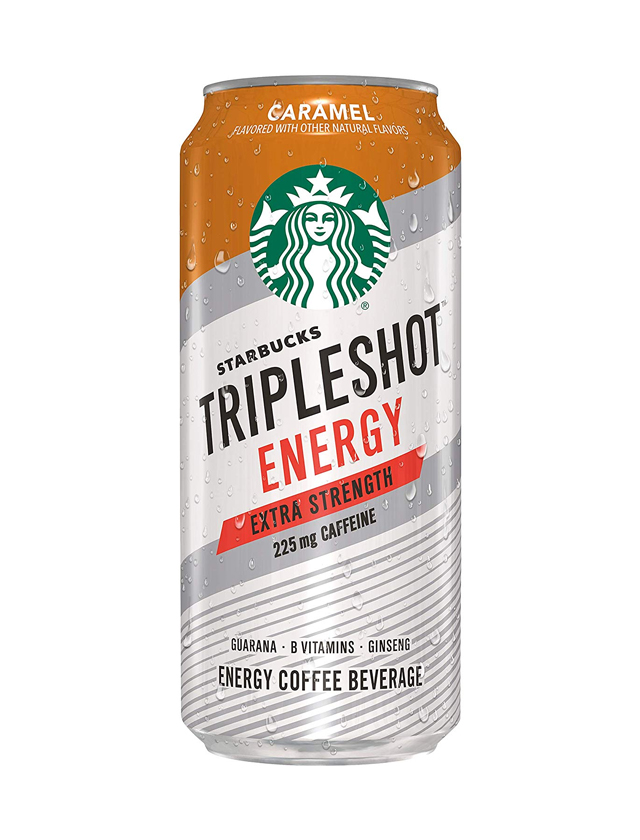 CARAMEL
FLAVORED WITH OTHER NATURAL FLAVORS
®
STARBUCKS
TRIPLESHOT™
ENERGY
EXTRA STRENGTH
225 mg CAFFEINE
GUARANA · B VITAMINS · GINSENG
ENERGY COFFEE BEVERAGE